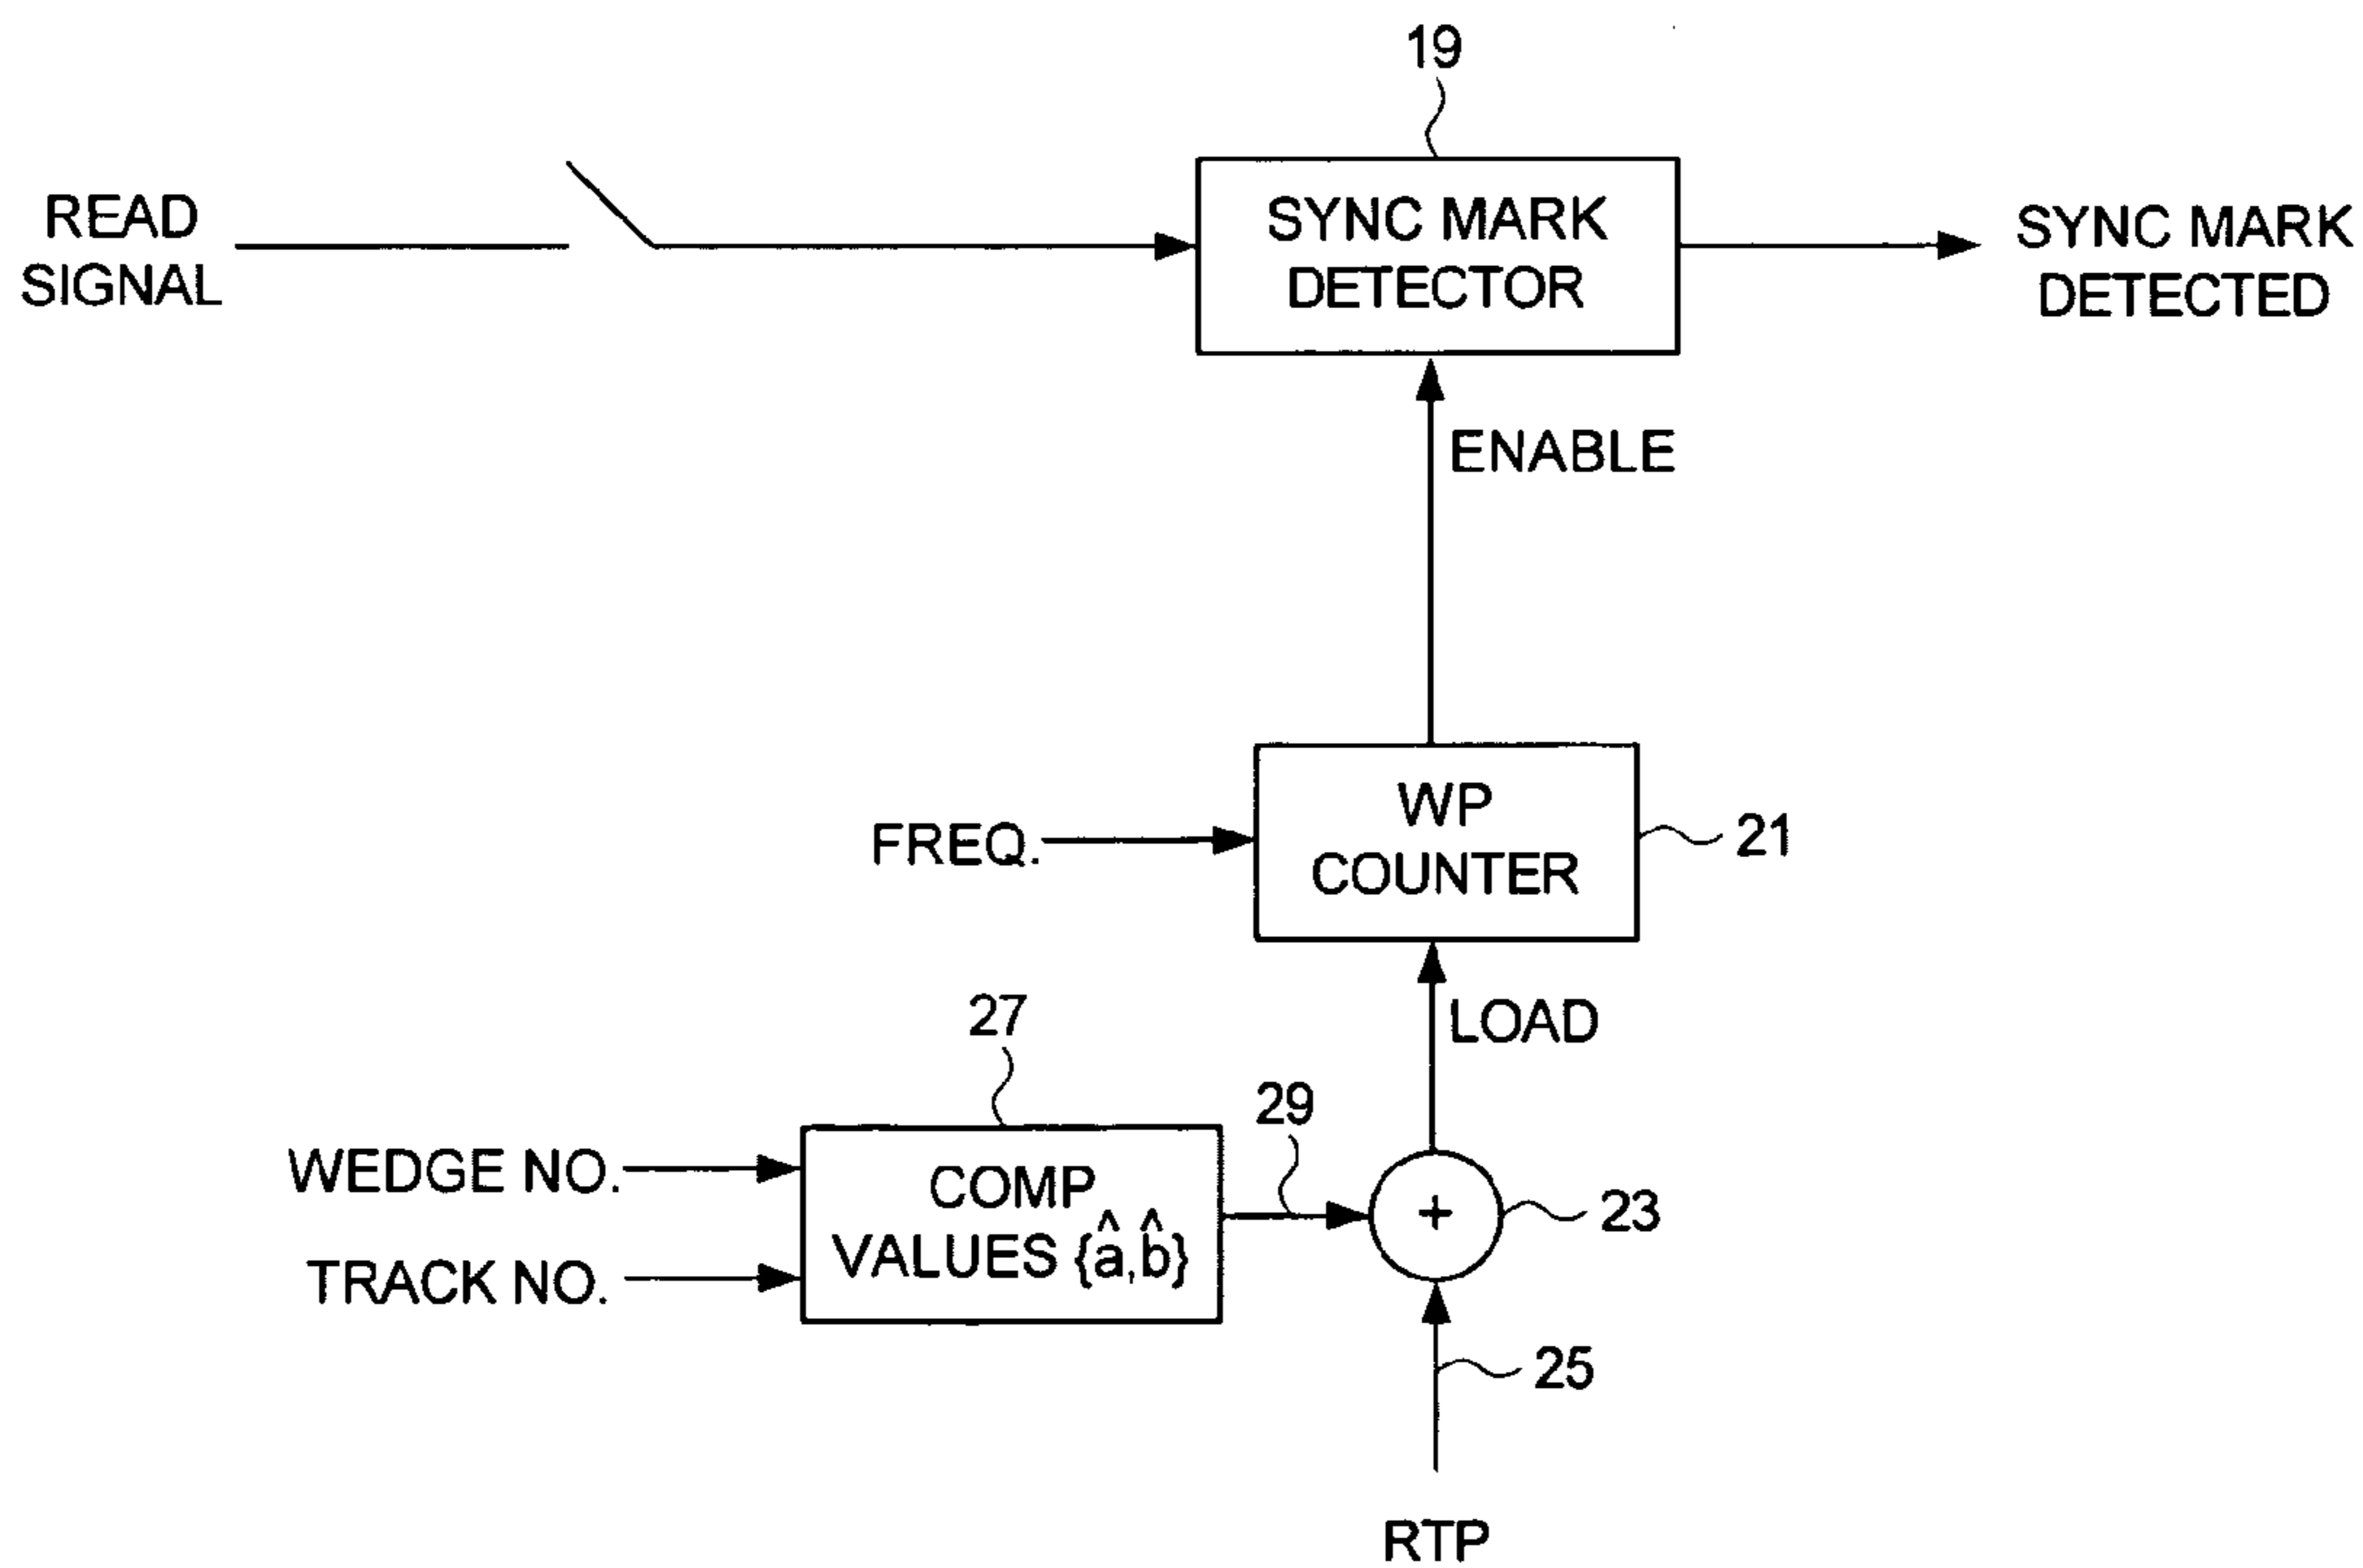 19
READ
SIGNAL
SYNC MARK
DETECTOR
SYNC MARK
DETECTED
ENABLE
FREQ.
WP
COUNTER
21
LOAD
27
29
WEDGE NO.
TRACK NO.
COMP
VALUES {â,b̂}
+
23
25
RTP